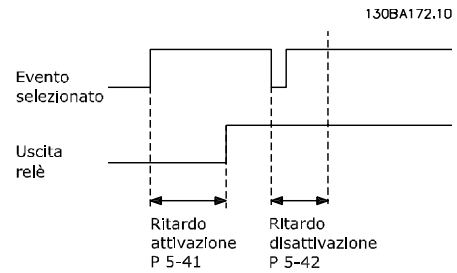 130BA172.10
Evento
selezionato
Uscita
relè
Ritardo
attivazione
P 5-41
Ritardo
disattivazione
P 5-42